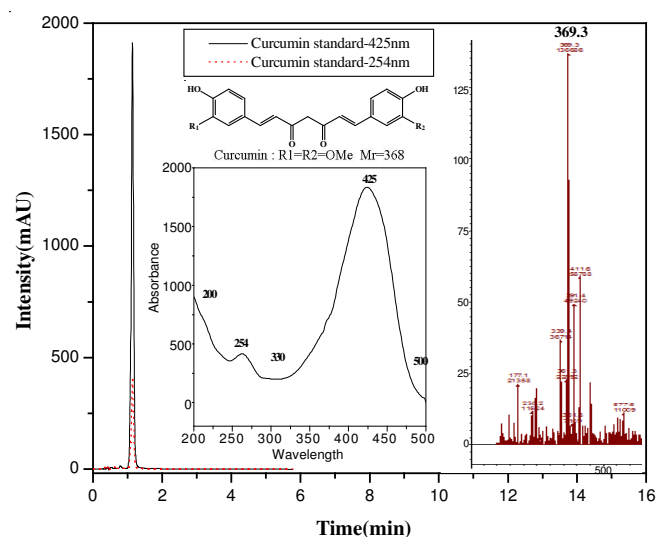 2000
1500
1000
500
0
Intensity(mAU)
Curcumin standard-425nm
Curcumin standard-254nm
HO
OH
R1
R2
O
O
Curcumin : R1=R2=OMe Mr=368
2000
1500
1000
500
0
Absorbance
200
254
330
425
500
200 250 300 350 400 450 500
Wavelength
369.3
369.3
125
100
75
50
25
0
411.6
177.1
500
0 2 4 6 8 10 12 14 16
Time(min)